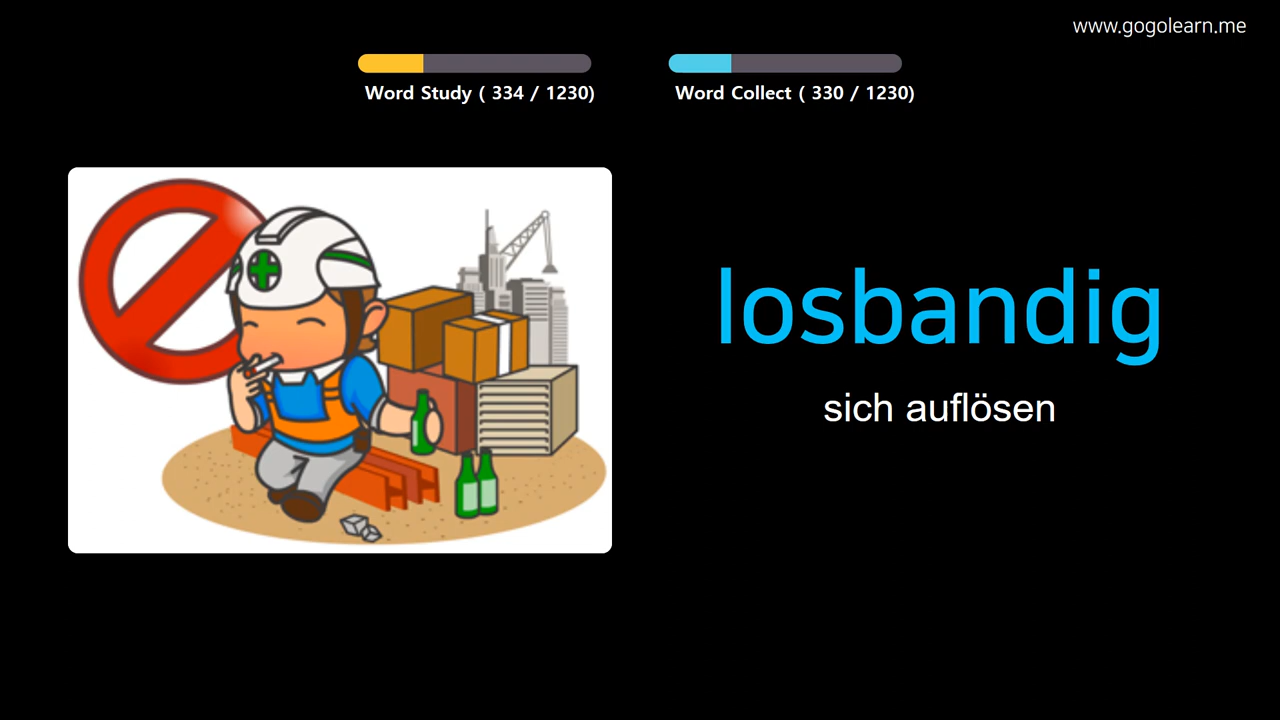 www.gogolearn.me
Word Study ( 334 / 1230)
Word Collect ( 330 / 1230)
losbandig
sich auflösen